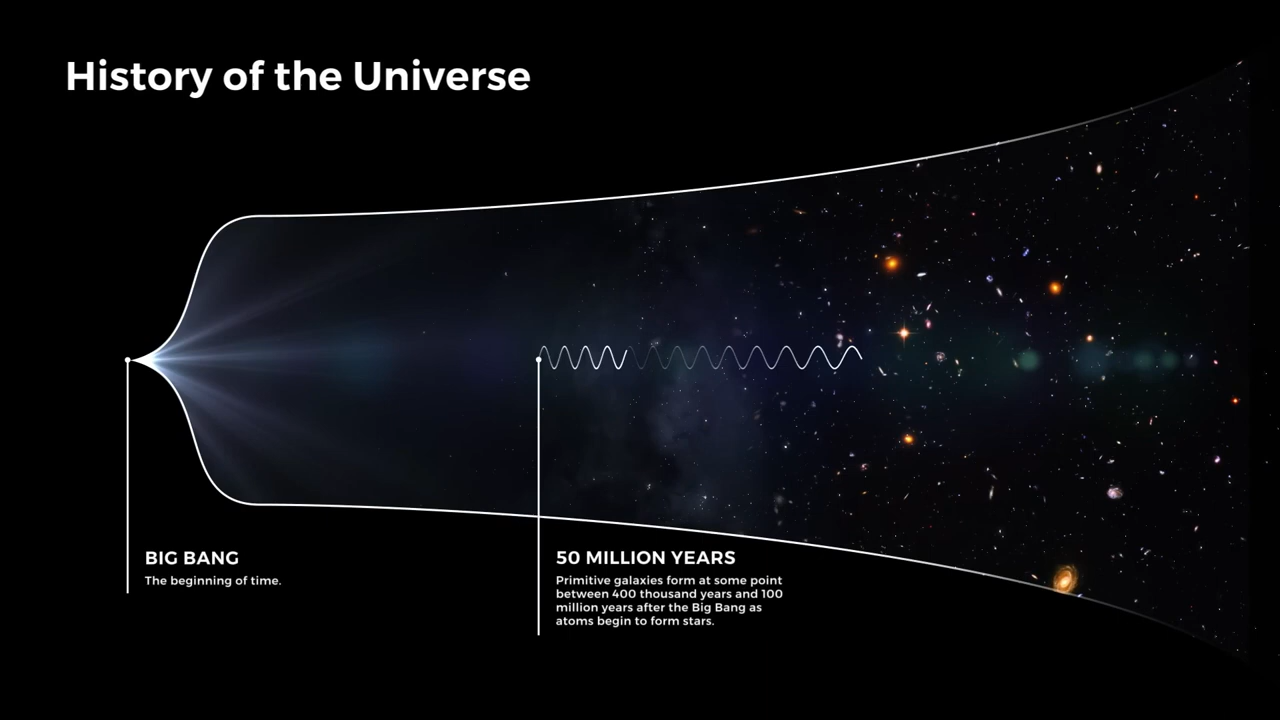 History of the Universe
BIG BANG
The beginning of time.
50 MILLION YEARS
Primitive galaxies form at some point
between 400 thousand years and 100
million years after the Big Bang as
atoms begin to form stars.